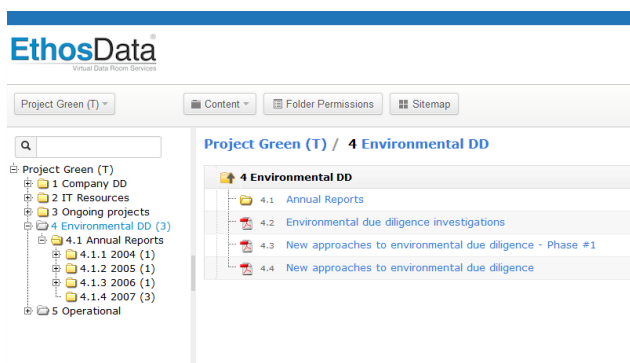 EthosData
Virtual Data Room Services
Project Green (T)
Content
Folder Permissions
Sitemap
Project Green (T)
1 Company DD
2 IT Resources
3 Ongoing projects
4 Environmental DD (3)
4.1 Annual Reports
4.1.1 2004 (1)
4.1.2 2005 (1)
4.1.3 2006 (1)
4.1.4 2007 (3)
5 Operational
Project Green (T) / 4 Environmental DD
4 Environmental DD
4.1 Annual Reports
4.2 Environmental due diligence investigations
4.3 New approaches to environmental due diligence - Phase #1
4.4 New approaches to environmental due diligence